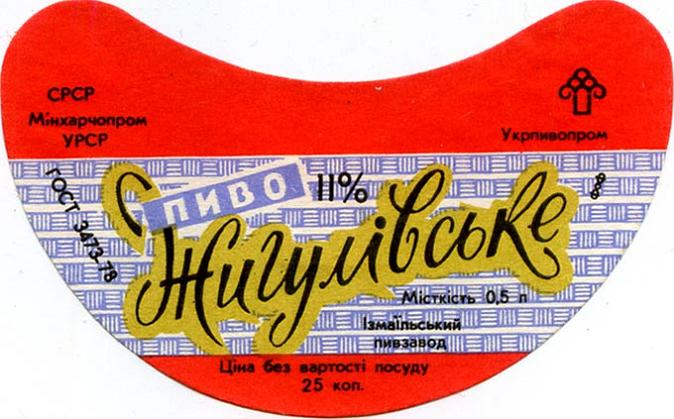 СРСР
Мінхарчопром
УРСР
Укрпивопром
ГОСТ 3473-78
ПИВО
11%
Жигулівське
Місткість 0,5 л
Ізмаїльський
пивзавод
Ціна без вартості посуду
25 коп.